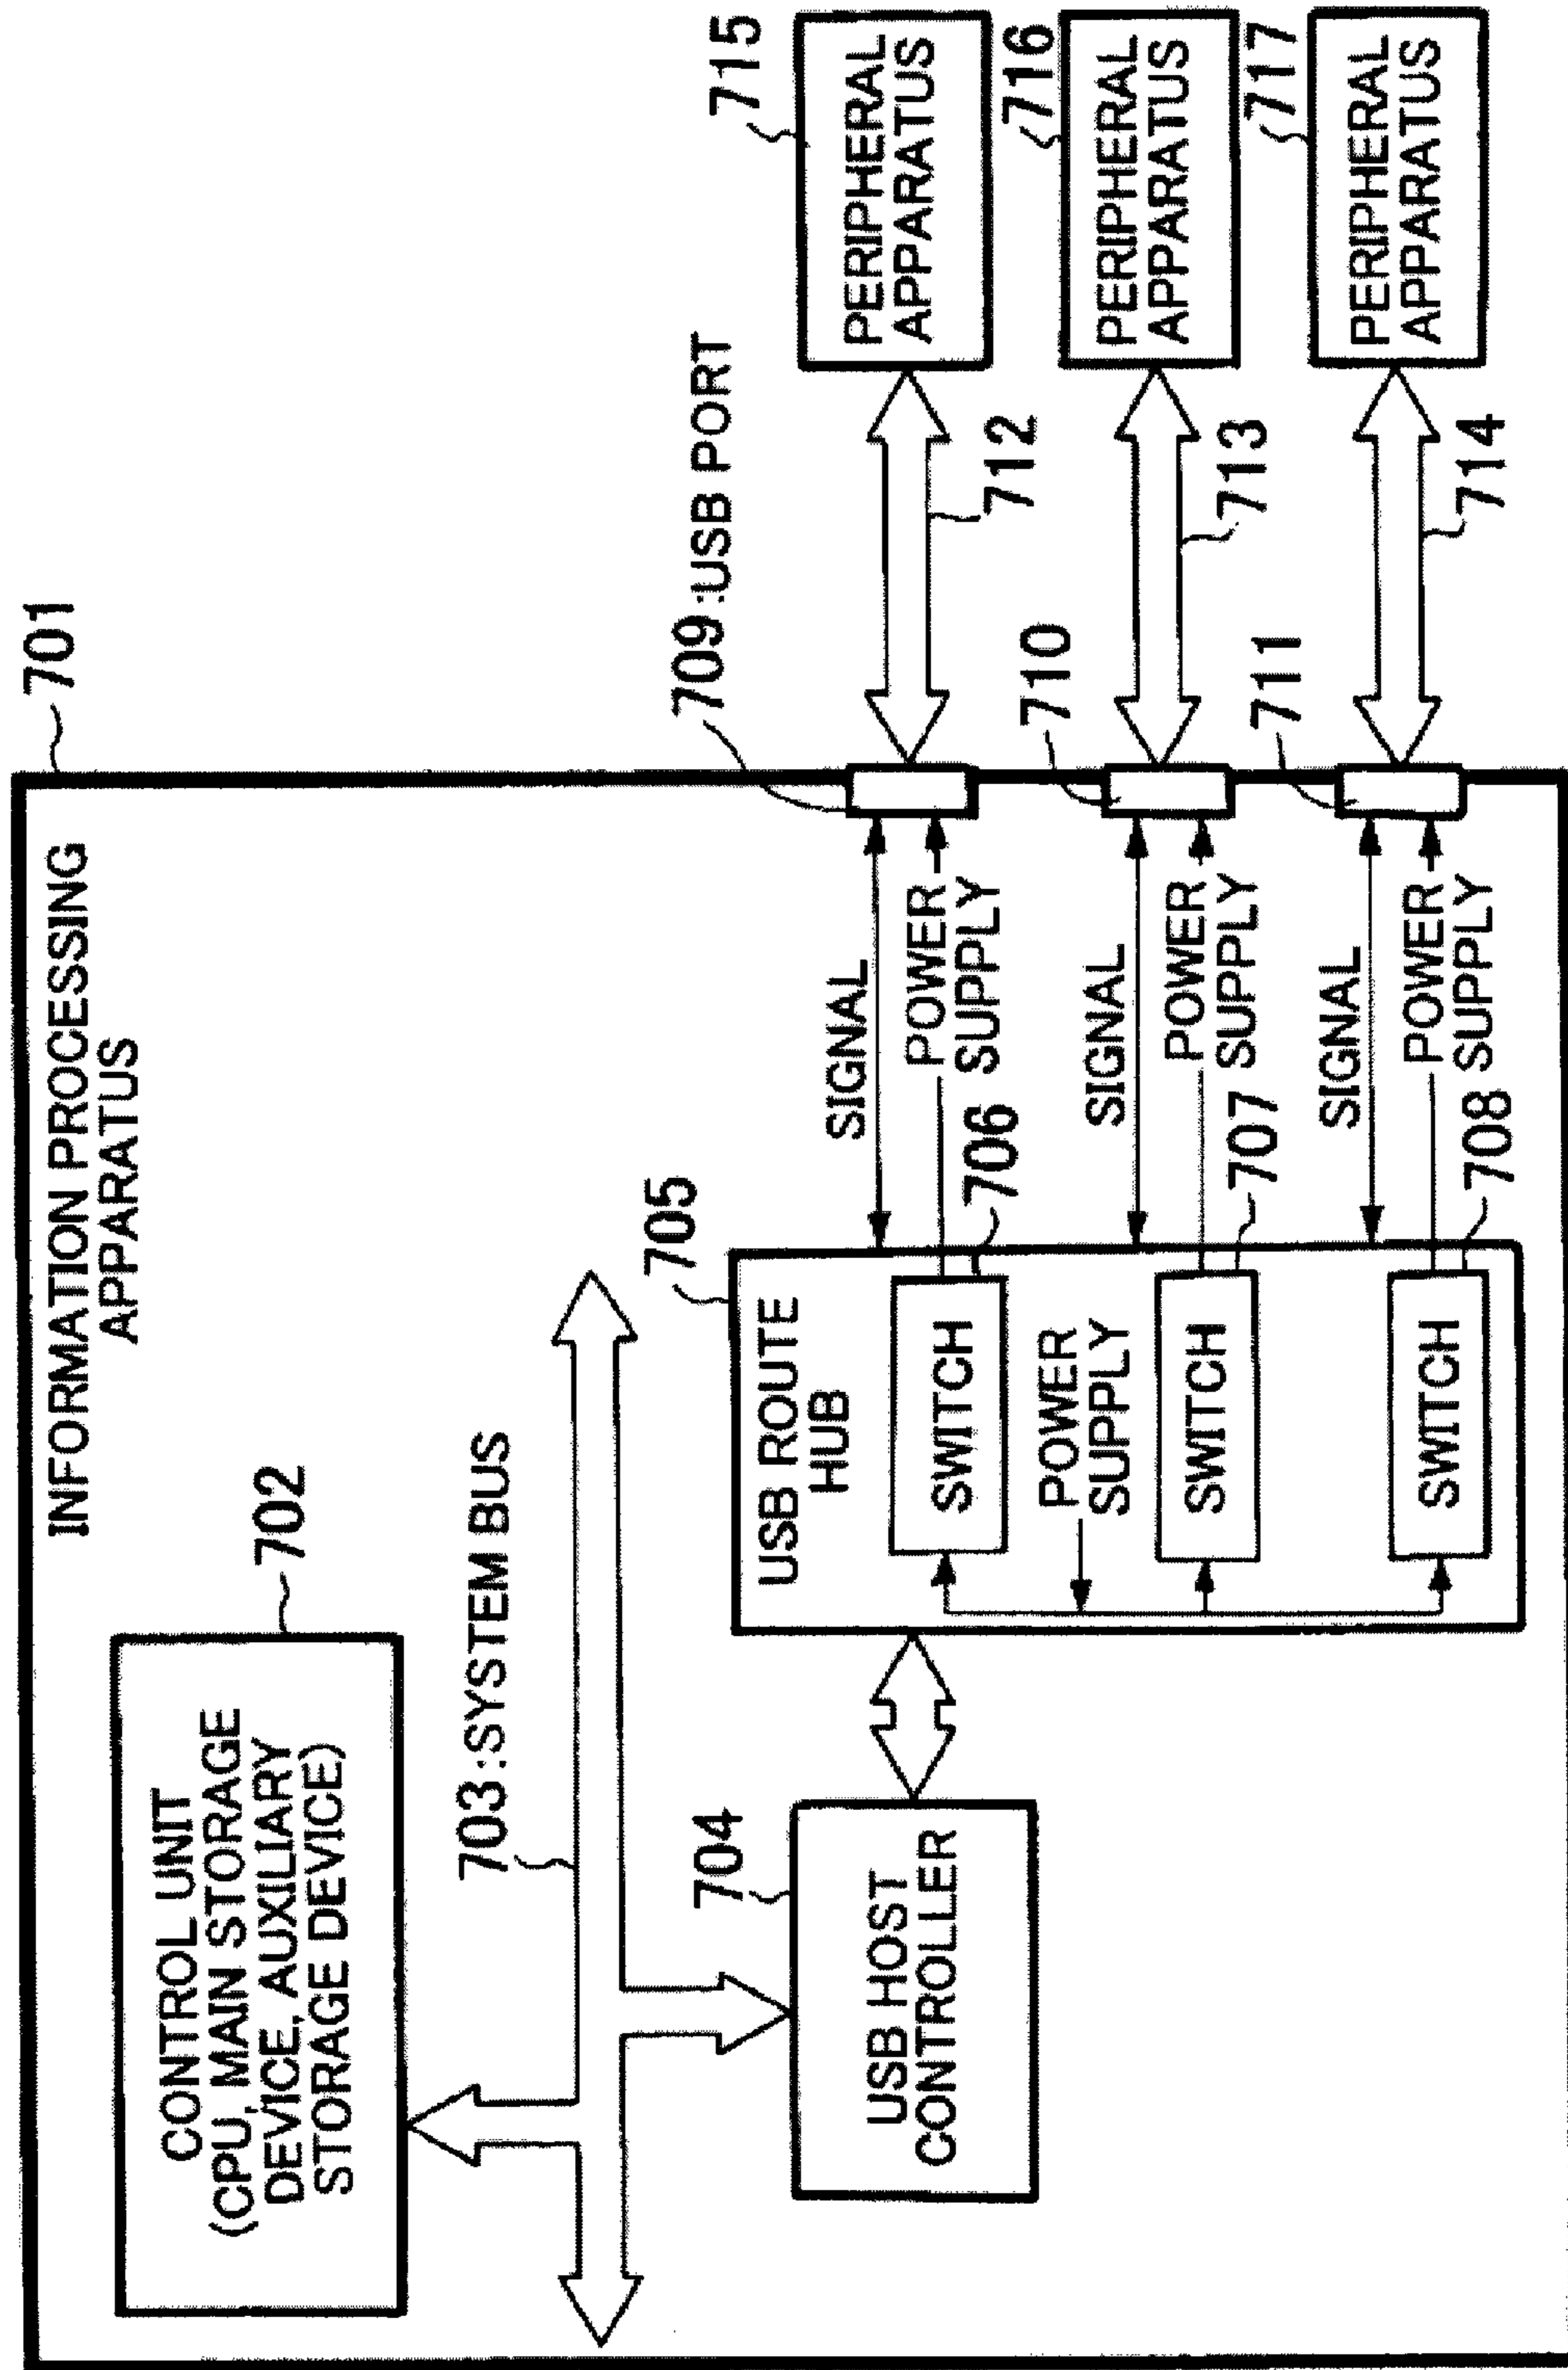 701
INFORMATION PROCESSING
APPARATUS
702
CONTROL UNIT
(CPU, MAIN STORAGE
DEVICE, AUXILIARY
STORAGE DEVICE)
703 :SYSTEM BUS
704
USB HOST
CONTROLLER
705
USB ROUTE
HUB
SWITCH
706
POWER
SUPPLY
SWITCH
707
SWITCH
708
SIGNAL
POWER
SUPPLY
SIGNAL
POWER
SUPPLY
SIGNAL
POWER
SUPPLY
709 :USB PORT
710
711
712
713
714
715
PERIPHERAL
APPARATUS
716
PERIPHERAL
APPARATUS
717
PERIPHERAL
APPARATUS